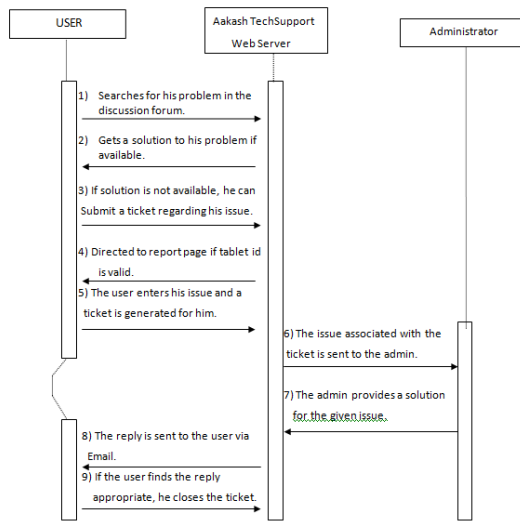 USER
Aakash TechSupport
Web Server
Administrator
1) Searches for his problem in the
discussion forum.
2) Gets a solution to his problem if
available.
3) If solution is not available, he can
Submit a ticket regarding his issue.
4) Directed to report page if tablet id
is valid.
5) The user enters his issue and a
ticket is generated for him.
6) The issue associated with the
ticket is sent to the admin.
7) The admin provides a solution
for the given issue.
8) The reply is sent to the user via
Email.
9) If the user finds the reply
appropriate, he closes the ticket.